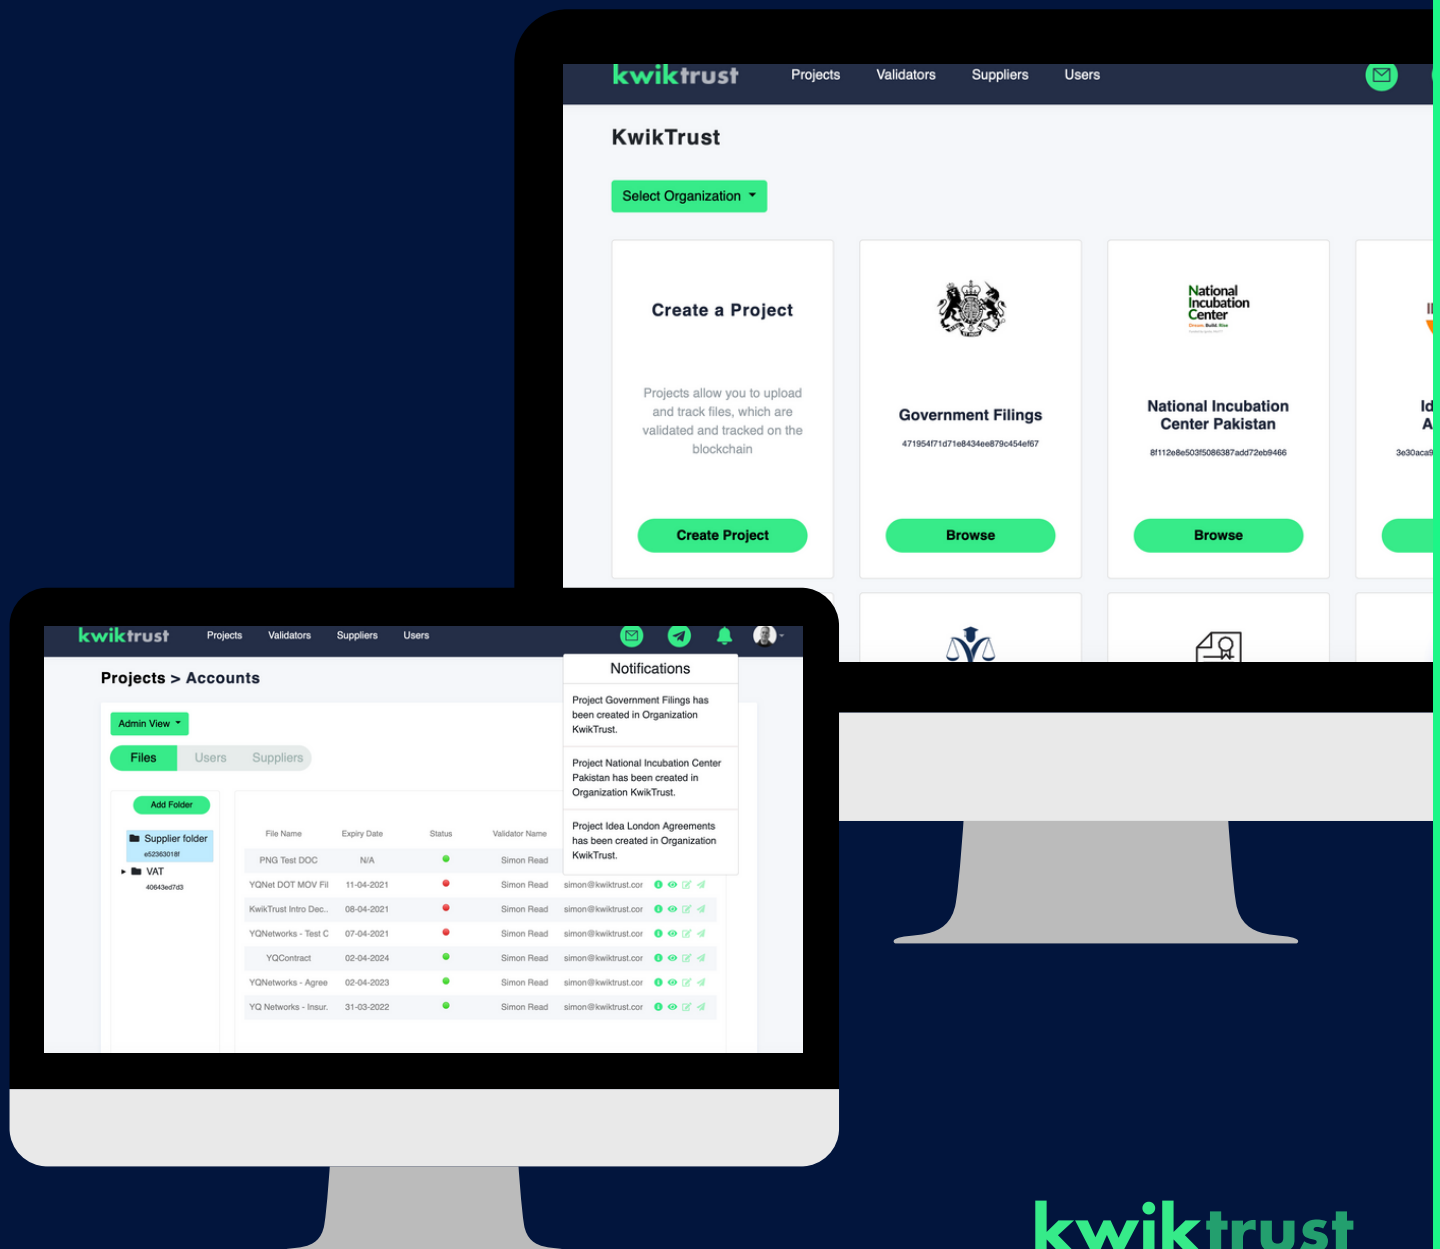 kwiktrust
Projects
Validators
Suppliers
Users
KwikTrust
Select Organization
Create a Project
Projects allow you to upload
and track files, which are
validated and tracked on the
blockchain
Create Project
Government Filings
471954f71d71e8434ee879c454ef67
Browse
National
Incubation
Center
Dream. Build. Rise
National Incubation
Center Pakistan
8f112e8e503f5086387add72eb9466
Browse
Id
A
3e30aca9
kwiktrust
Projects
Validators
Suppliers
Users
Projects > Accounts
Admin View
Files
Users
Suppliers
Notifications
Project Government Filings has
been created in Organization
KwikTrust.
Project National Incubation Center
Pakistan has been created in
Organization KwikTrust.
Project Idea London Agreements
has been created in Organization
KwikTrust.
Add Folder
Supplier folder
e52363018f
VAT
40643ed7d3
File Name Expiry Date Status Validator Name
PNG Test DOC N/A Simon Read
YQNet DOT MOV Fil 11-04-2021 Simon Read simon@kwiktrust.cor
KwikTrust Intro Dec.. 08-04-2021 Simon Read simon@kwiktrust.cor
YQNetworks - Test C 07-04-2021 Simon Read simon@kwiktrust.cor
YQContract 02-04-2024 Simon Read simon@kwiktrust.cor
YQNetworks - Agree 02-04-2023 Simon Read simon@kwiktrust.cor
YQ Networks - Insur. 31-03-2022 Simon Read simon@kwiktrust.cor
kwiktrust